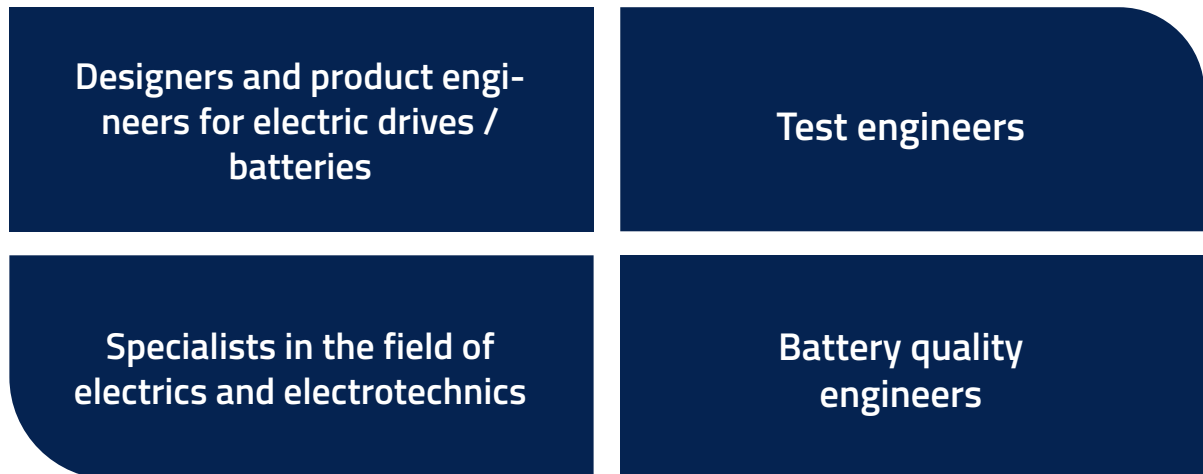 Designers and product engi-
neers for electric drives /
batteries
Test engineers
Specialists in the field of
electrics and electrotechnics
Battery quality
engineers